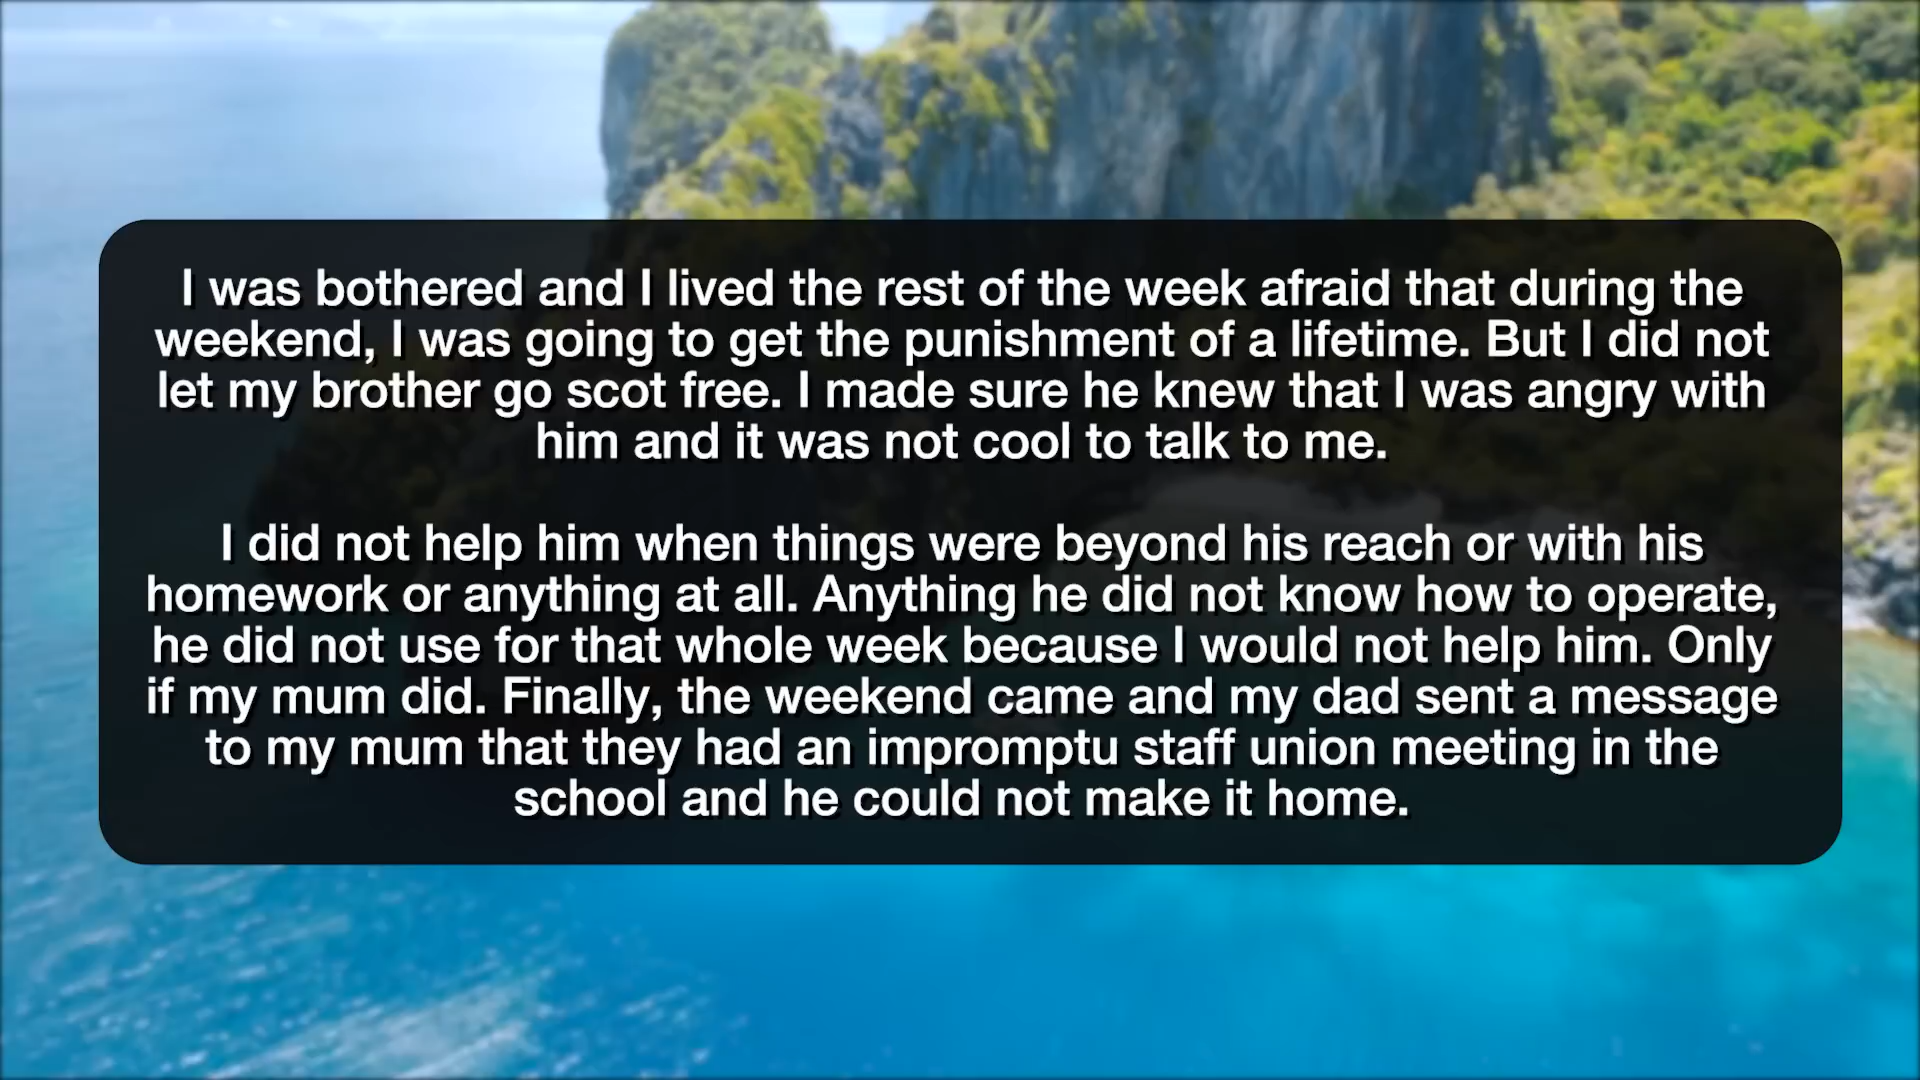 I was bothered and I lived the rest of the week afraid that during the
weekend, I was going to get the punishment of a lifetime. But I did not
let my brother go scot free. I made sure he knew that I was angry with
him and it was not cool to talk to me.
I did not help him when things were beyond his reach or with his
homework or anything at all. Anything he did not know how to operate,
he did not use for that whole week because I would not help him. Only
if my mum did. Finally, the weekend came and my dad sent a message
to my mum that they had an impromptu staff union meeting in the
school and he could not make it home.